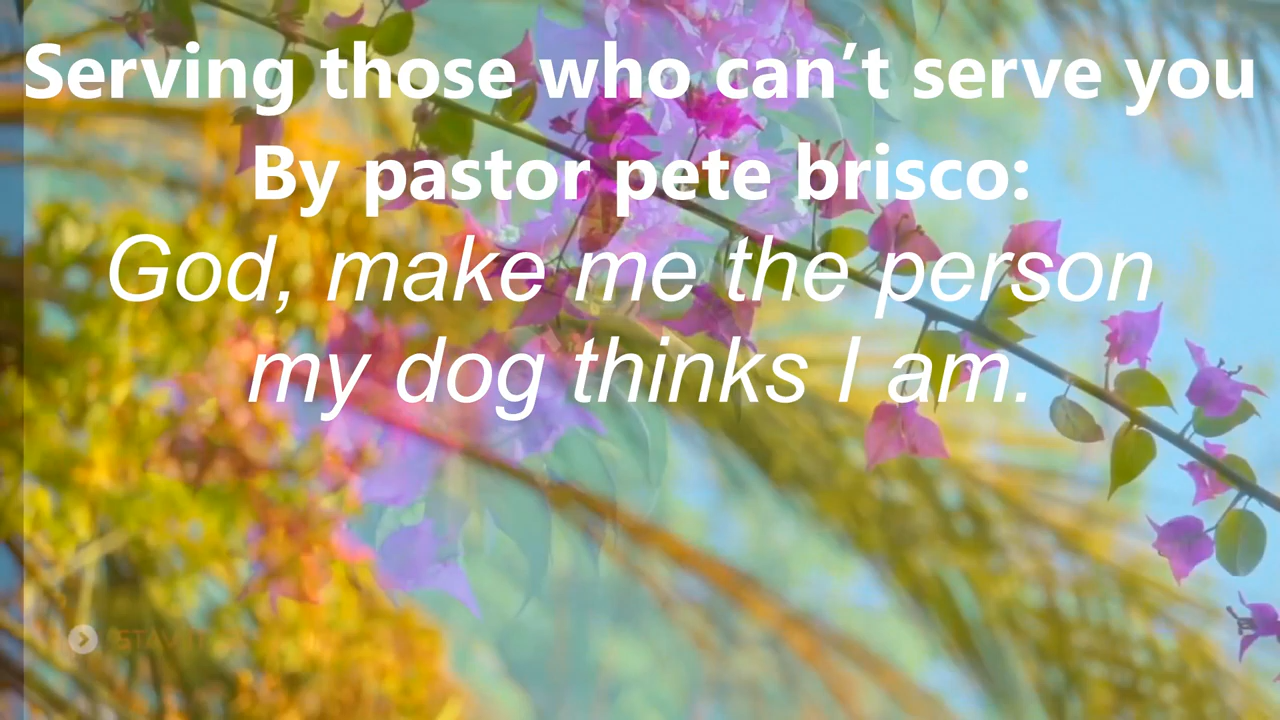 Serving those who can’t serve you
By pastor pete brisco:
God, make me the person
my dog thinks I am.